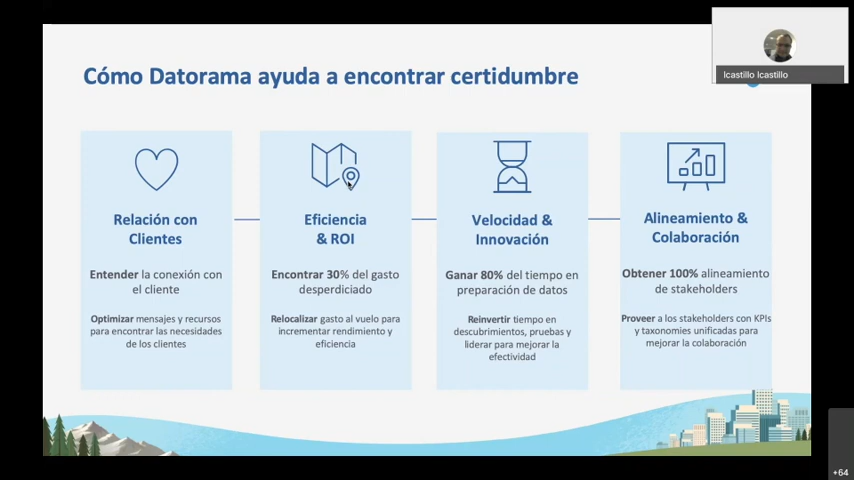 Cómo Datorama ayuda a encontrar certidumbre
lcastillo lcastillo
Relación con
Clientes
Entender la conexión con
el cliente
Optimizar mensajes y recursos
para encontrar las necesidades
de los clientes
Eficiencia
& ROI
Encontrar 30% del gasto
desperdiciado
Relocalizar gasto al vuelo para
incrementar rendimiento y
eficiencia
Velocidad &
Innovación
Ganar 80% del tiempo en
preparación de datos
Reinvertir tiempo en
descubrimientos, pruebas y
liderar para mejorar la
efectividad
Alineamiento &
Colaboración
Obtener 100% alineamiento
de stakeholders
Proveer a los stakeholders con KPIs
y taxonomies unificadas para
mejorar la colaboración
+64